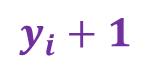 yᵢ + 1